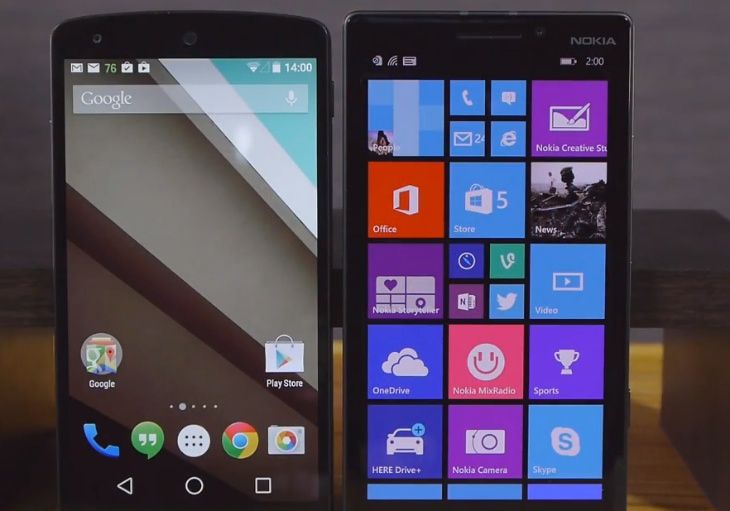 76
14:00
Google
Google
Play Store
NOKIA
2:00
People
24
Nokia Creative Stu
Office
Store
5
News
Nokia Storyteller
Video
OneDrive
Nokia MixRadio
Sports
HERE Drive+
Nokia Camera
Skype